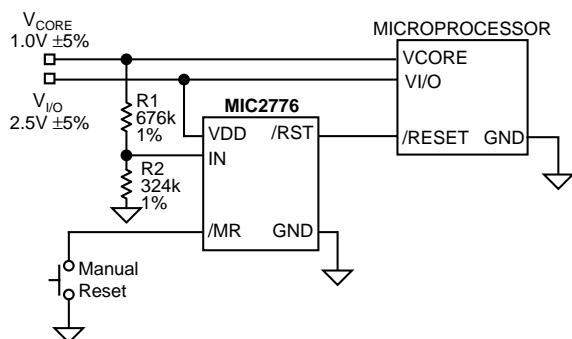 VCORE
1.0V ±5%
VI/O
2.5V ±5%
R1
676k
1%
R2
324k
1%
MIC2776
VDD
/RST
IN
/MR
GND
Manual
Reset
MICROPROCESSOR
VCORE
VI/O
/RESET
GND